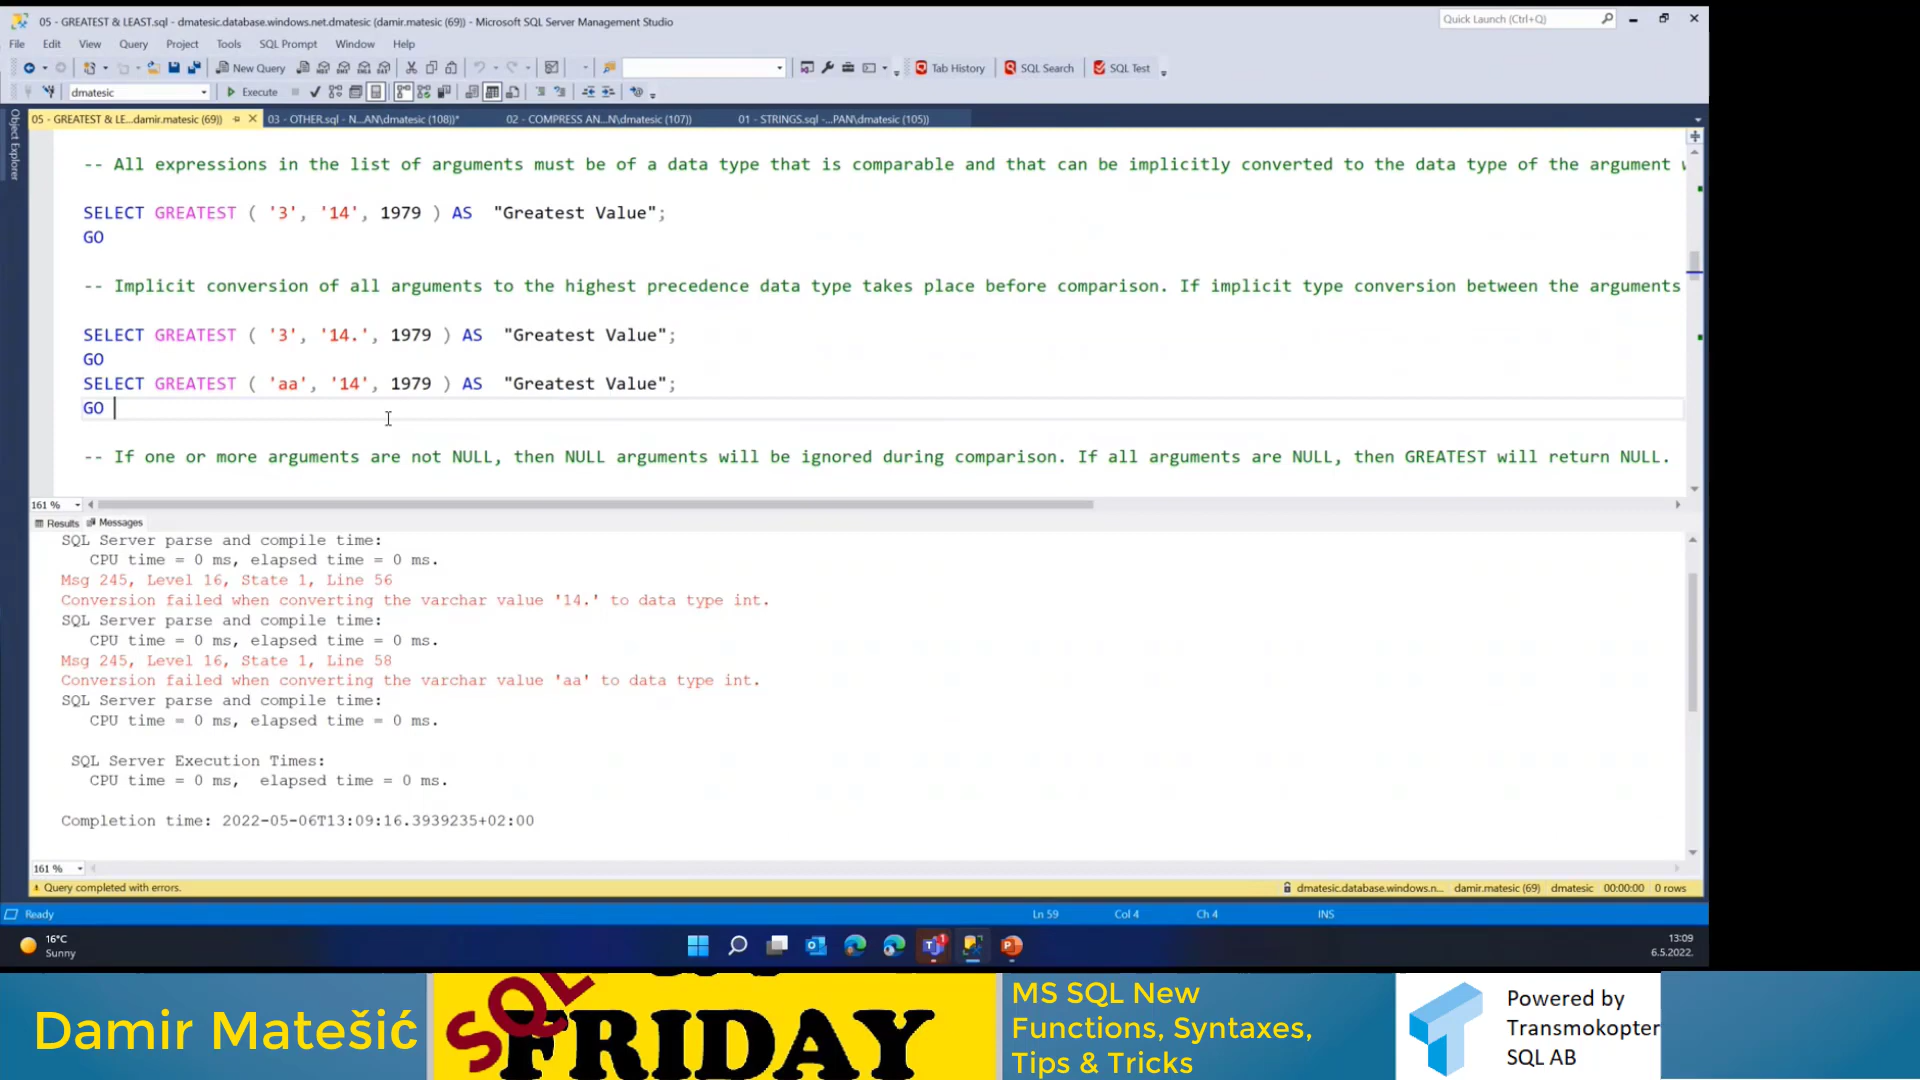 05 - GREATEST & LEAST.sql - dmatesic.database.windows.net.dmatesic (damir.matesic (69)) - Microsoft SQL Server Management Studio
Quick Launch (Ctrl+Q)
File Edit View Query Project Tools SQL Prompt Window Help
New Query Tab History SQL Search SQL Test
dmatesic Execute
05 - GREATEST & LE...damir.matesic (69)) 03 - OTHER.sql - N...AN\dmatesic (108))* 02 - COMPRESS AN...N\dmatesic (107)) 01 - STRINGS.sql -...PAN\dmatesic (105))
Object Explorer
-- All expressions in the list of arguments must be of a data type that is comparable and that can be implicitly converted to the data type of the argument
SELECT GREATEST ( '3', '14', 1979 ) AS "Greatest Value";
GO
-- Implicit conversion of all arguments to the highest precedence data type takes place before comparison. If implicit type conversion between the arguments
SELECT GREATEST ( '3', '14.', 1979 ) AS "Greatest Value";
GO
SELECT GREATEST ( 'aa', '14', 1979 ) AS "Greatest Value";
GO
-- If one or more arguments are not NULL, then NULL arguments will be ignored during comparison. If all arguments are NULL, then GREATEST will return NULL.
161 %
Results Messages
SQL Server parse and compile time:
CPU time = 0 ms, elapsed time = 0 ms.
Msg 245, Level 16, State 1, Line 56
Conversion failed when converting the varchar value '14.' to data type int.
SQL Server parse and compile time:
CPU time = 0 ms, elapsed time = 0 ms.
Msg 245, Level 16, State 1, Line 58
Conversion failed when converting the varchar value 'aa' to data type int.
SQL Server parse and compile time:
CPU time = 0 ms, elapsed time = 0 ms.
SQL Server Execution Times:
CPU time = 0 ms, elapsed time = 0 ms.
Completion time: 2022-05-06T13:09:16.3939235+02:00
161 %
Query completed with errors. dmatesic.database.windows.n... damir.matesic (69) dmatesic 00:00:00 0 rows
Ready Ln 59 Col 4 Ch 4 INS
16°C
Sunny
13:09
6.5.2022.
Damir Matešić
SQL
FRIDAY
MS SQL New
Functions, Syntaxes,
Tips & Tricks
Powered by
Transmokopter
SQL AB